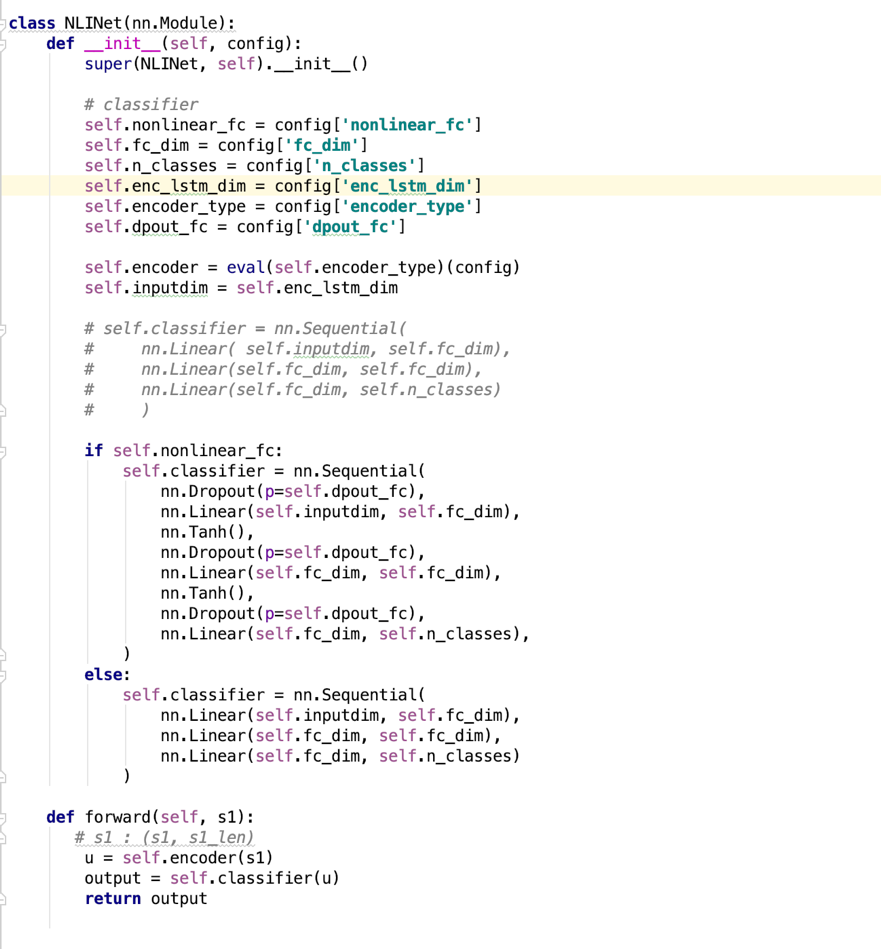 class NLINet(nn.Module):
    def __init__(self, config):
        super(NLINet, self).__init__()
        # classifier
        self.nonlinear_fc = config['nonlinear_fc']
        self.fc_dim = config['fc_dim']
        self.n_classes = config['n_classes']
        self.enc_lstm_dim = config['enc_lstm_dim']
        self.encoder_type = config['encoder_type']
        self.dpout_fc = config['dpout_fc']
        self.encoder = eval(self.encoder_type)(config)
        self.inputdim = self.enc_lstm_dim
        # self.classifier = nn.Sequential(
        #     nn.Linear( self.inputdim, self.fc_dim),
        #     nn.Linear(self.fc_dim, self.fc_dim),
        #     nn.Linear(self.fc_dim, self.n_classes)
        #     )
        if self.nonlinear_fc:
            self.classifier = nn.Sequential(
                nn.Dropout(p=self.dpout_fc),
                nn.Linear(self.inputdim, self.fc_dim),
                nn.Tanh(),
                nn.Dropout(p=self.dpout_fc),
                nn.Linear(self.fc_dim, self.fc_dim),
                nn.Tanh(),
                nn.Dropout(p=self.dpout_fc),
                nn.Linear(self.fc_dim, self.n_classes),
            )
        else:
            self.classifier = nn.Sequential(
                nn.Linear(self.inputdim, self.fc_dim),
                nn.Linear(self.fc_dim, self.fc_dim),
                nn.Linear(self.fc_dim, self.n_classes)
            )
    def forward(self, s1):
       # s1 : (s1, s1_len)
        u = self.encoder(s1)
        output = self.classifier(u)
        return output